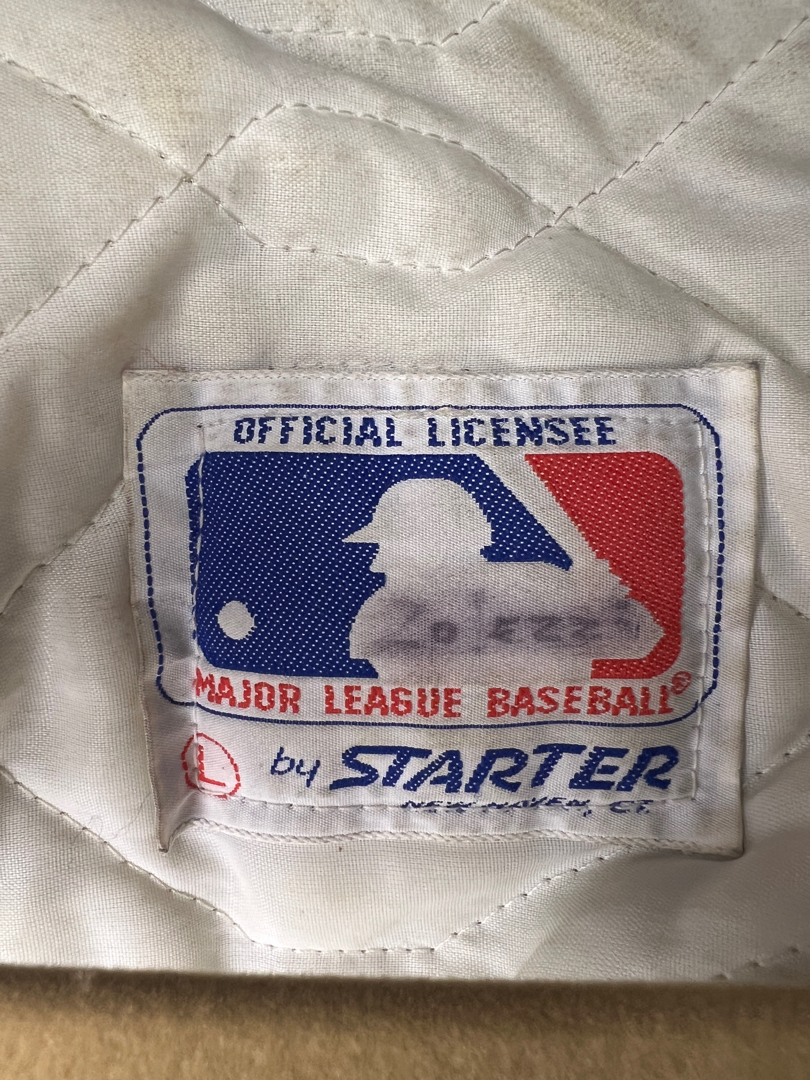 OFFICIAL LICENSEE
MAJOR LEAGUE BASEBALL®
L by STARTER
NEW HAVEN, CT.